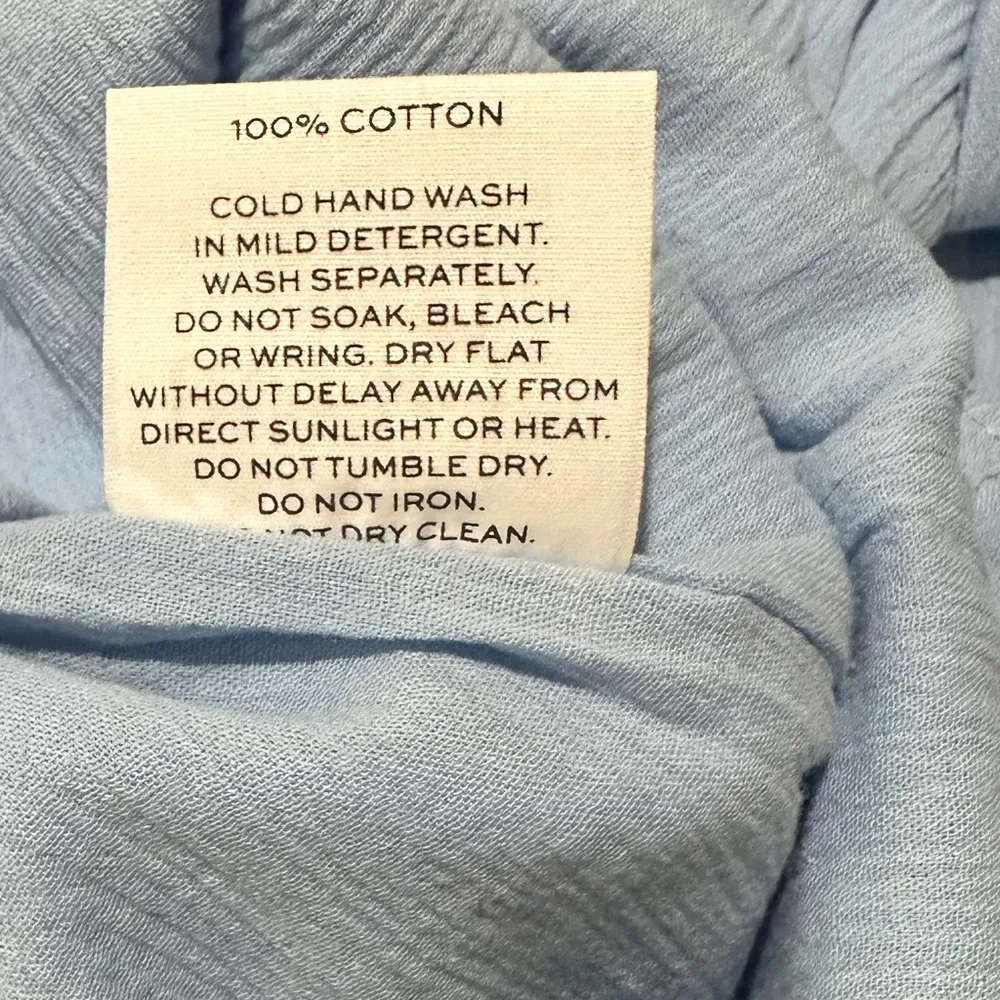 100% COTTON
COLD HAND WASH
IN MILD DETERGENT.
WASH SEPARATELY.
DO NOT SOAK, BLEACH
OR WRING. DRY FLAT
WITHOUT DELAY AWAY FROM
DIRECT SUNLIGHT OR HEAT.
DO NOT TUMBLE DRY.
DO NOT IRON.
NOT DRY CLEAN.